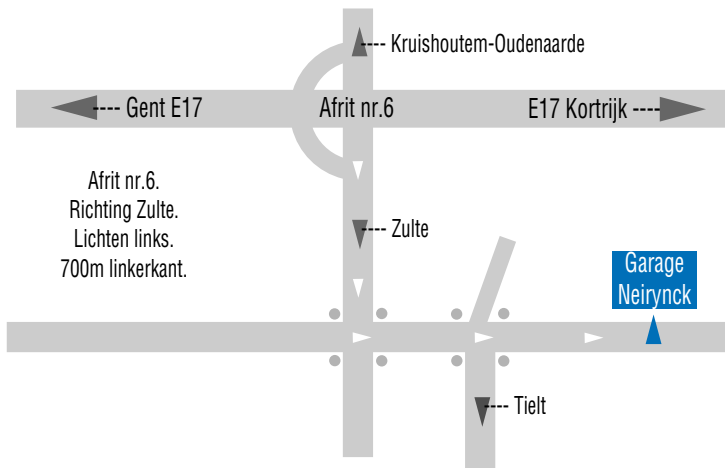 Kruishoutem-Oudenaarde
Gent E17
Afrit nr.6
E17 Kortrijk
Afrit nr.6.
Richting Zulte.
Lichten links.
700m linkerkant.
Zulte
Garage
Neirynck
Tielt